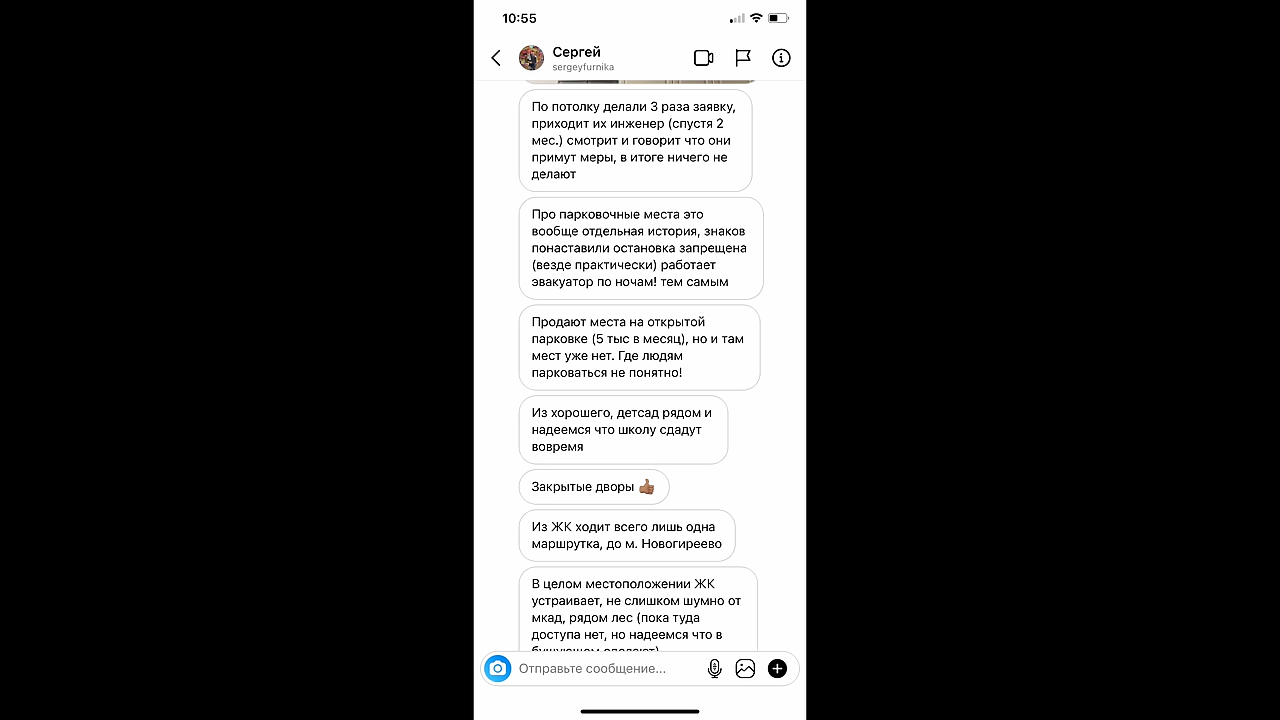 10:55
Сергей
sergeyfurnika
По потолку делали 3 раза заявку,
приходит их инженер (спустя 2
мес.) смотрит и говорит что они
примут меры, в итоге ничего не
делают
Про парковочные места это
вообще отдельная история, знаков
понаставили остановка запрещена
(везде практически) работает
эвакуатор по ночам! тем самым
Продают места на открытой
парковке (5 тыс в месяц), но и там
мест уже нет. Где людям
парковаться не понятно!
Из хорошего, детсад рядом и
надеемся что школу сдадут
вовремя
Закрытые дворы 👍🏽
Из ЖК ходит всего лишь одна
маршрутка, до м. Новогиреево
В целом местоположении ЖК
устраивает, не слишком шумно от
мкад, рядом лес (пока туда
доступа нет, но надеемся что в
Отправьте сообщение...